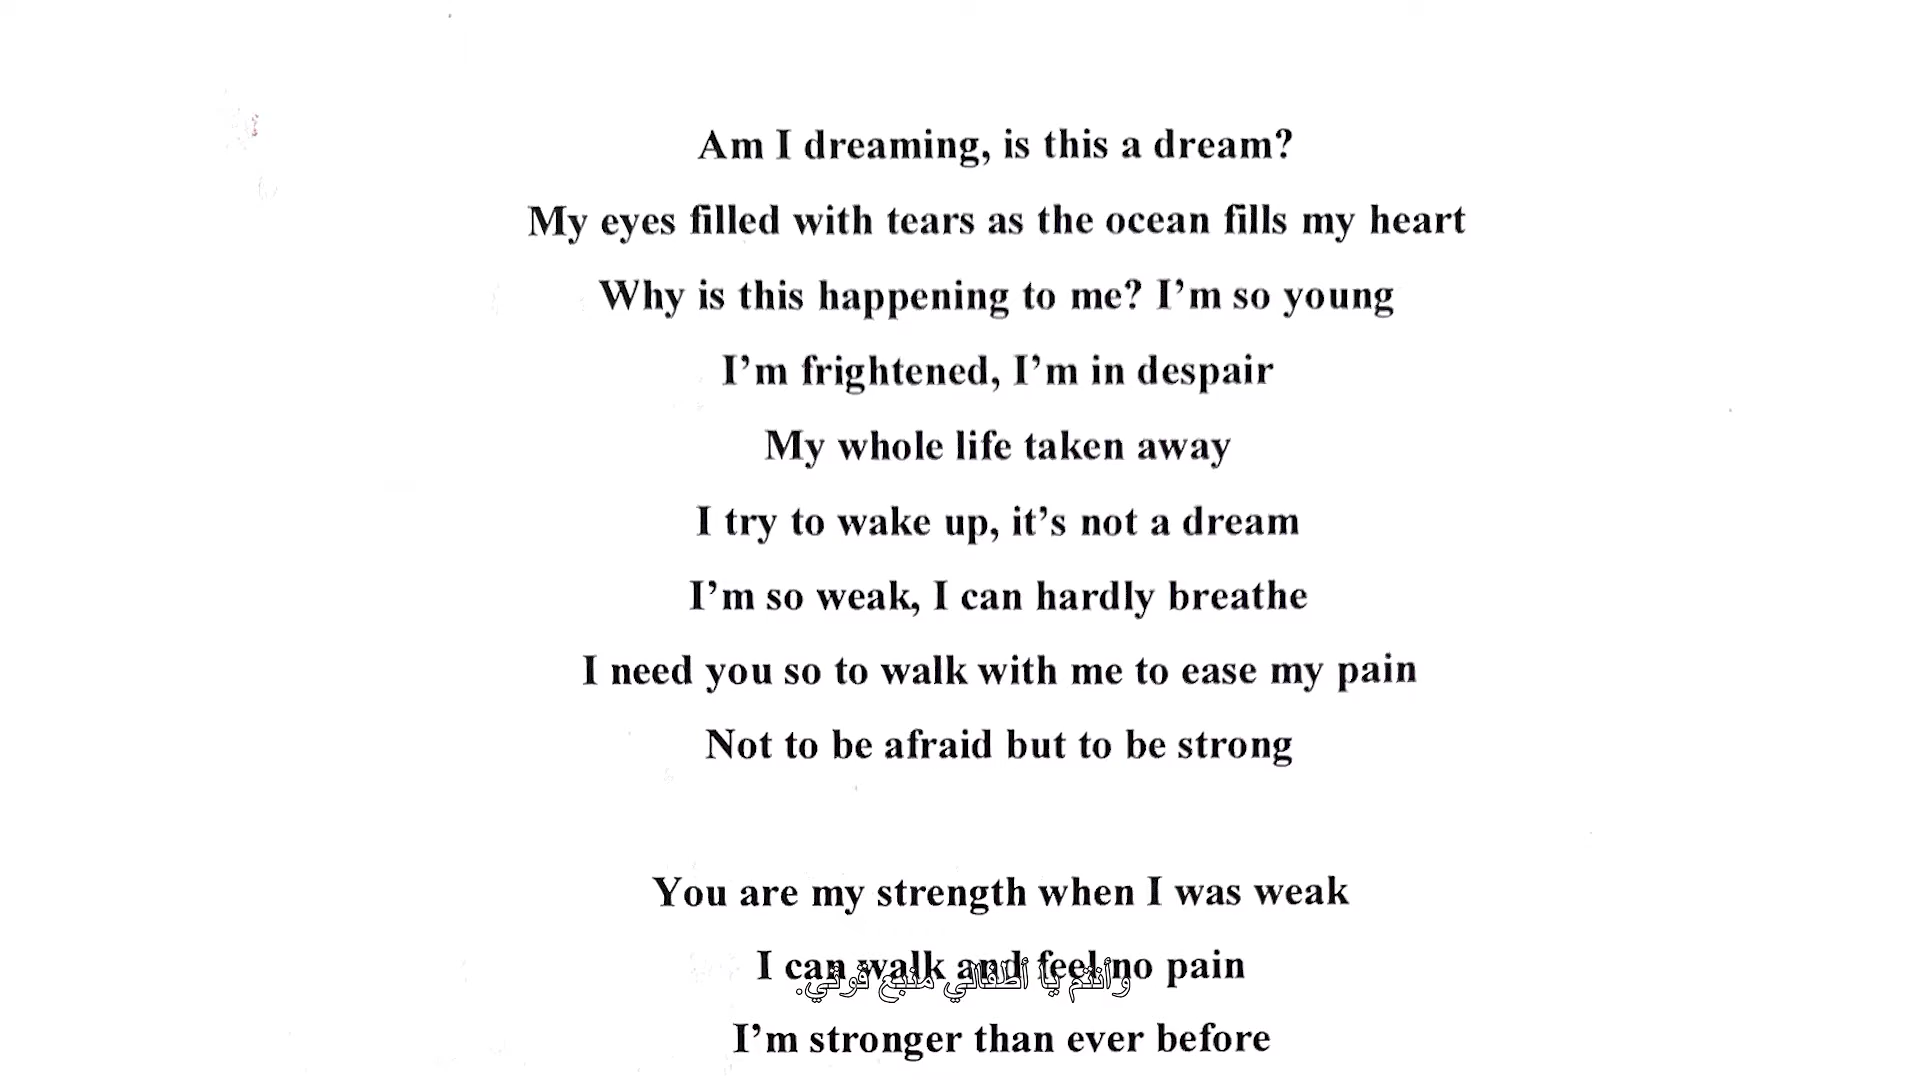 Am I dreaming, is this a dream?
My eyes filled with tears as the ocean fills my heart
Why is this happening to me? I’m so young
I’m frightened, I’m in despair
My whole life taken away
I try to wake up, it’s not a dream
I’m so weak, I can hardly breathe
I need you so to walk with me to ease my pain
Not to be afraid but to be strong
You are my strength when I was weak
I can walk and feel no pain
وأنتم يا أطفالي منبع قوتي.
I’m stronger than ever before